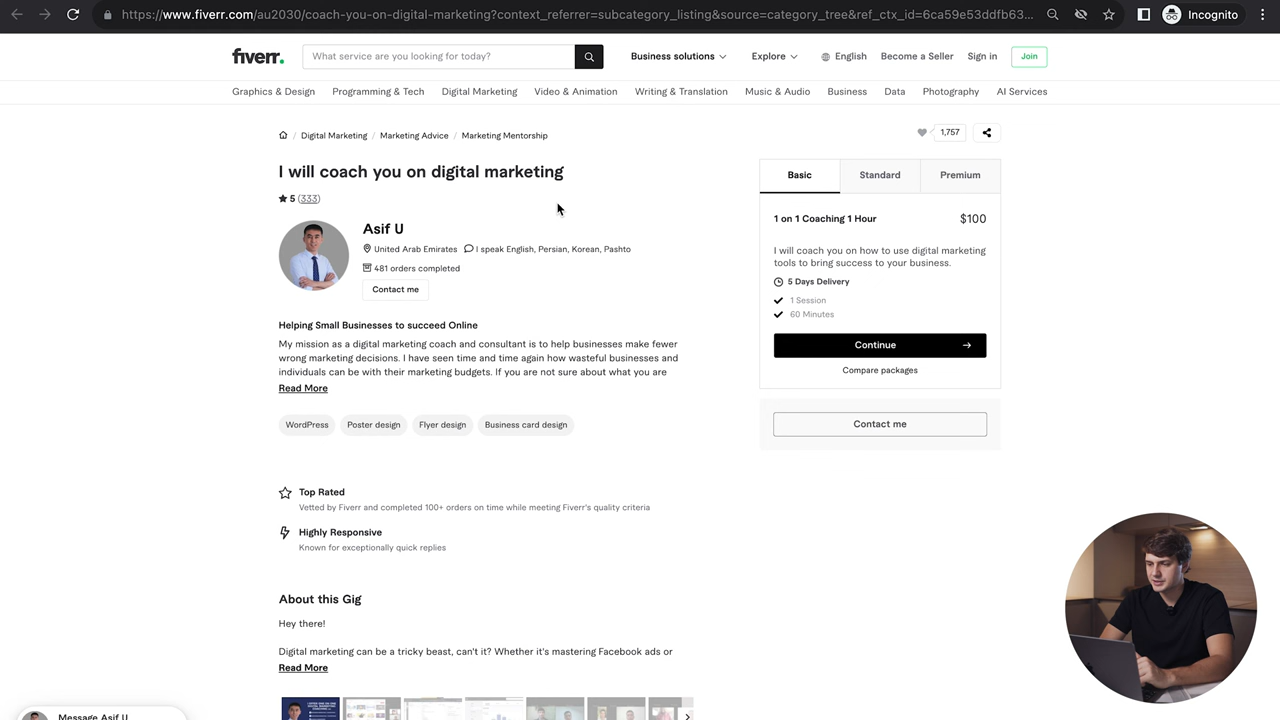 https://www.fiverr.com/au2030/coach-you-on-digital-marketing?context_referrer=subcategory_listing&source=category_tree&ref_ctx_id=6ca59e53ddfb63...
Incognito
fiverr.
What service are you looking for today?
Business solutions
Explore
English
Become a Seller
Sign in
Join
Graphics & Design
Programming & Tech
Digital Marketing
Video & Animation
Writing & Translation
Music & Audio
Business
Data
Photography
AI Services
/ Digital Marketing / Marketing Advice / Marketing Mentorship
1,757
I will coach you on digital marketing
5 (333)
Asif U
United Arab Emirates
I speak English, Persian, Korean, Pashto
481 orders completed
Contact me
Helping Small Businesses to succeed Online
My mission as a digital marketing coach and consultant is to help businesses make fewer
wrong marketing decisions. I have seen time and time again how wasteful businesses and
individuals can be with their marketing budgets. If you are not sure about what you are
Read More
WordPress
Poster design
Flyer design
Business card design
Top Rated
Vetted by Fiverr and completed 100+ orders on time while meeting Fiverr's quality criteria
Highly Responsive
Known for exceptionally quick replies
About this Gig
Hey there!
Digital marketing can be a tricky beast, can't it? Whether it's mastering Facebook ads or
Read More
Message Asif U
Basic
Standard
Premium
1 on 1 Coaching 1 Hour
$100
I will coach you on how to use digital marketing
tools to bring success to your business.
5 Days Delivery
1 Session
60 Minutes
Continue
Compare packages
Contact me